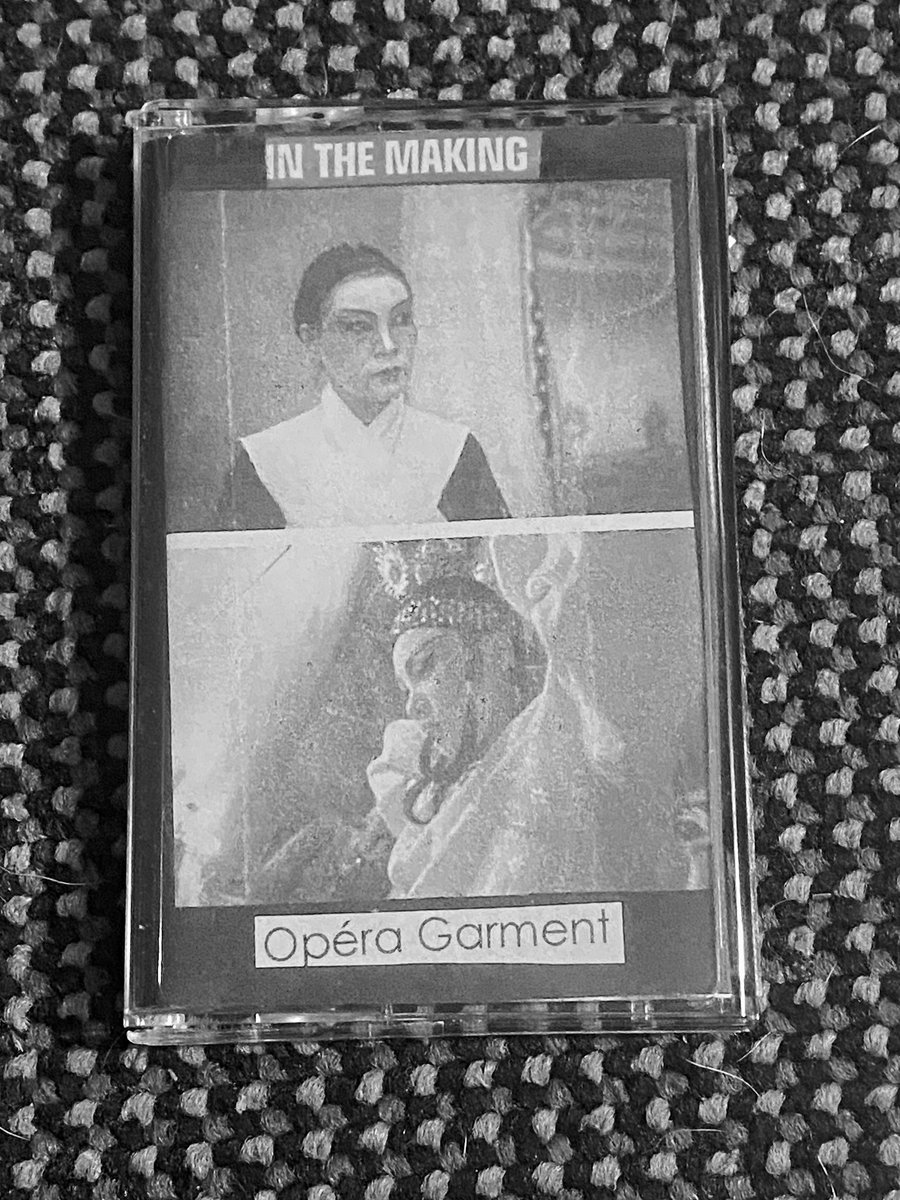 IN THE MAKING
Opéra Garment